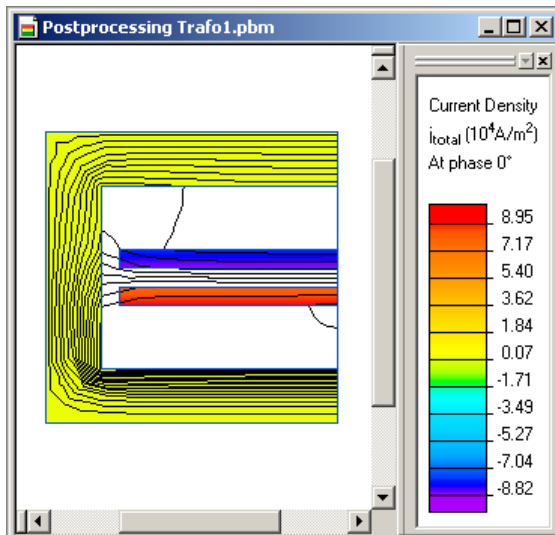 Postprocessing Trafo1.pbm
Current Density
jtotal (10⁴A/m²)
At phase 0°
8.95
7.17
5.40
3.62
1.84
0.07
-1.71
-3.49
-5.27
-7.04
-8.82